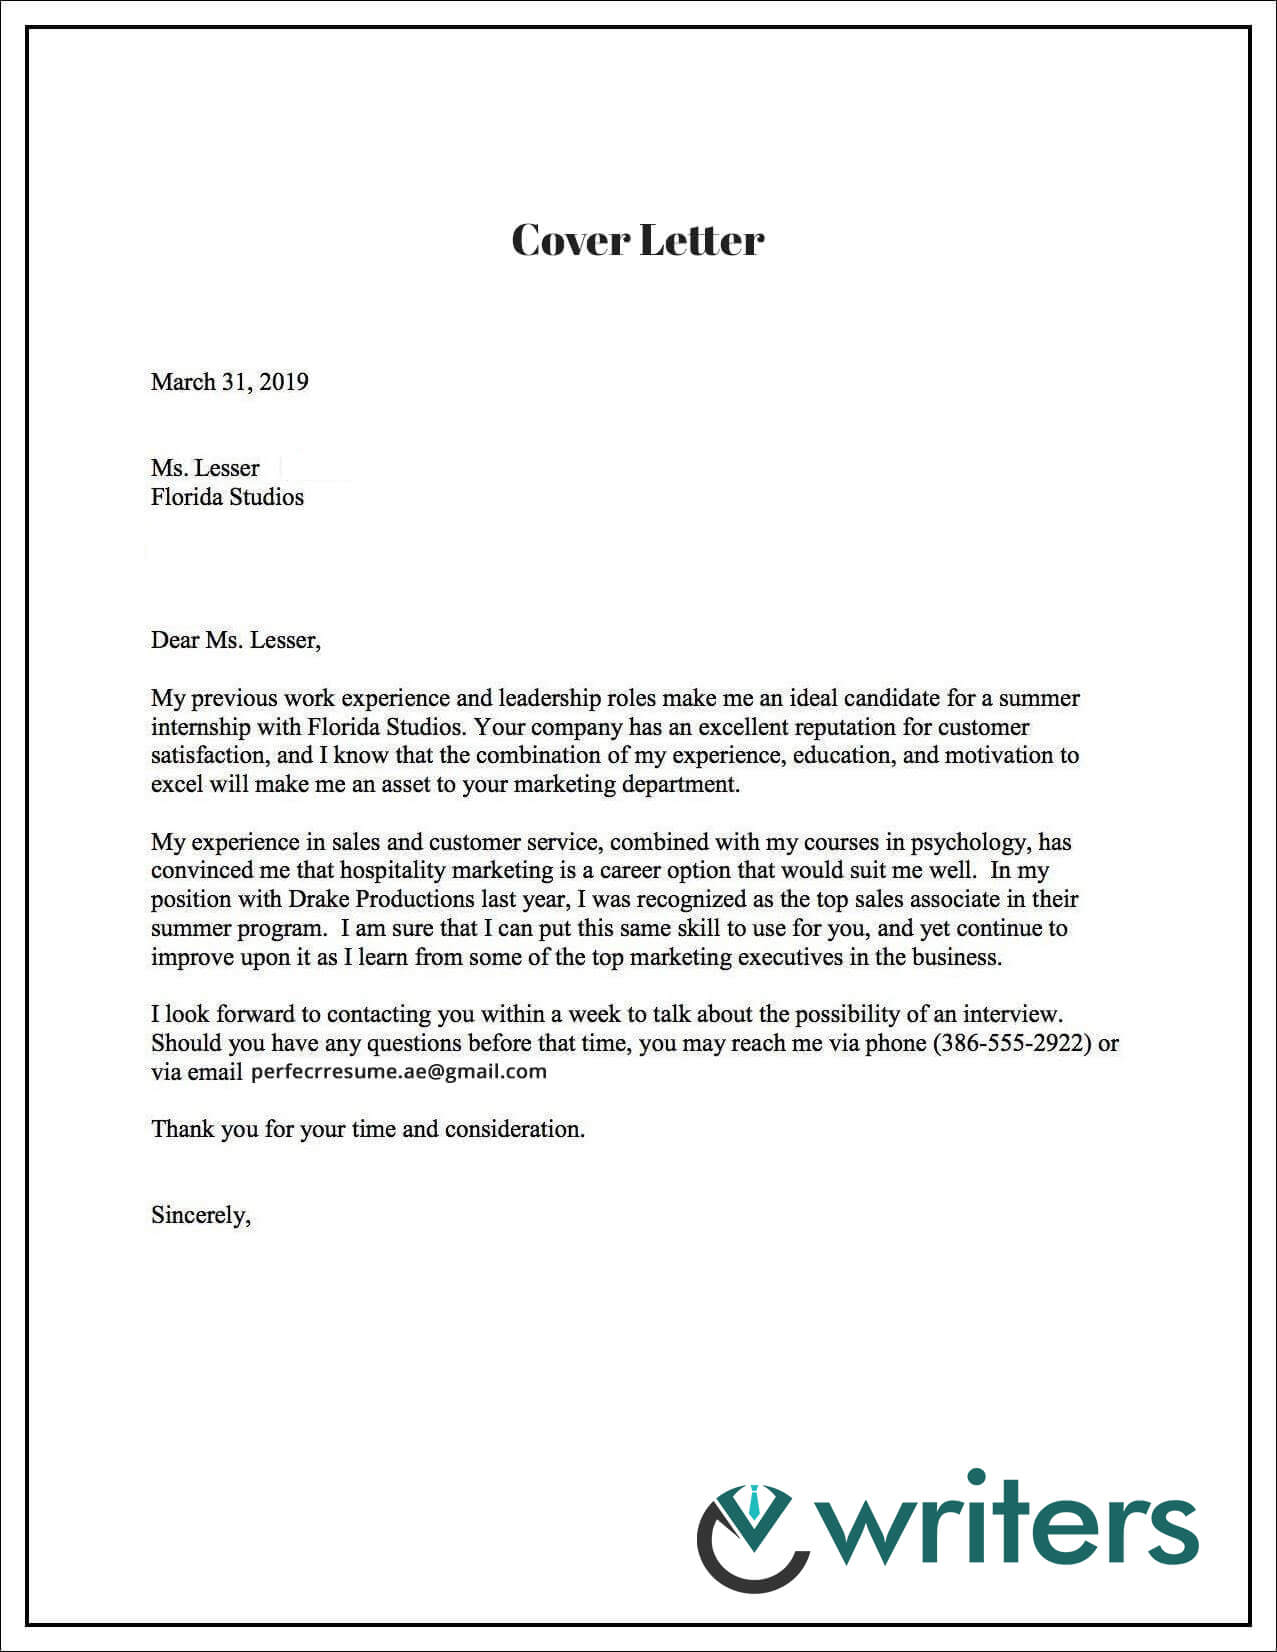 Cover Letter
March 31, 2019
Ms. Lesser
Florida Studios
Dear Ms. Lesser,
My previous work experience and leadership roles make me an ideal candidate for a summer
internship with Florida Studios. Your company has an excellent reputation for customer
satisfaction, and I know that the combination of my experience, education, and motivation to
excel will make me an asset to your marketing department.
My experience in sales and customer service, combined with my courses in psychology, has
convinced me that hospitality marketing is a career option that would suit me well.  In my
position with Drake Productions last year, I was recognized as the top sales associate in their
summer program.  I am sure that I can put this same skill to use for you, and yet continue to
improve upon it as I learn from some of the top marketing executives in the business.
I look forward to contacting you within a week to talk about the possibility of an interview.
Should you have any questions before that time, you may reach me via phone (386-555-2922) or
via email perfecrresume.ae@gmail.com
Thank you for your time and consideration.
Sincerely,
writers